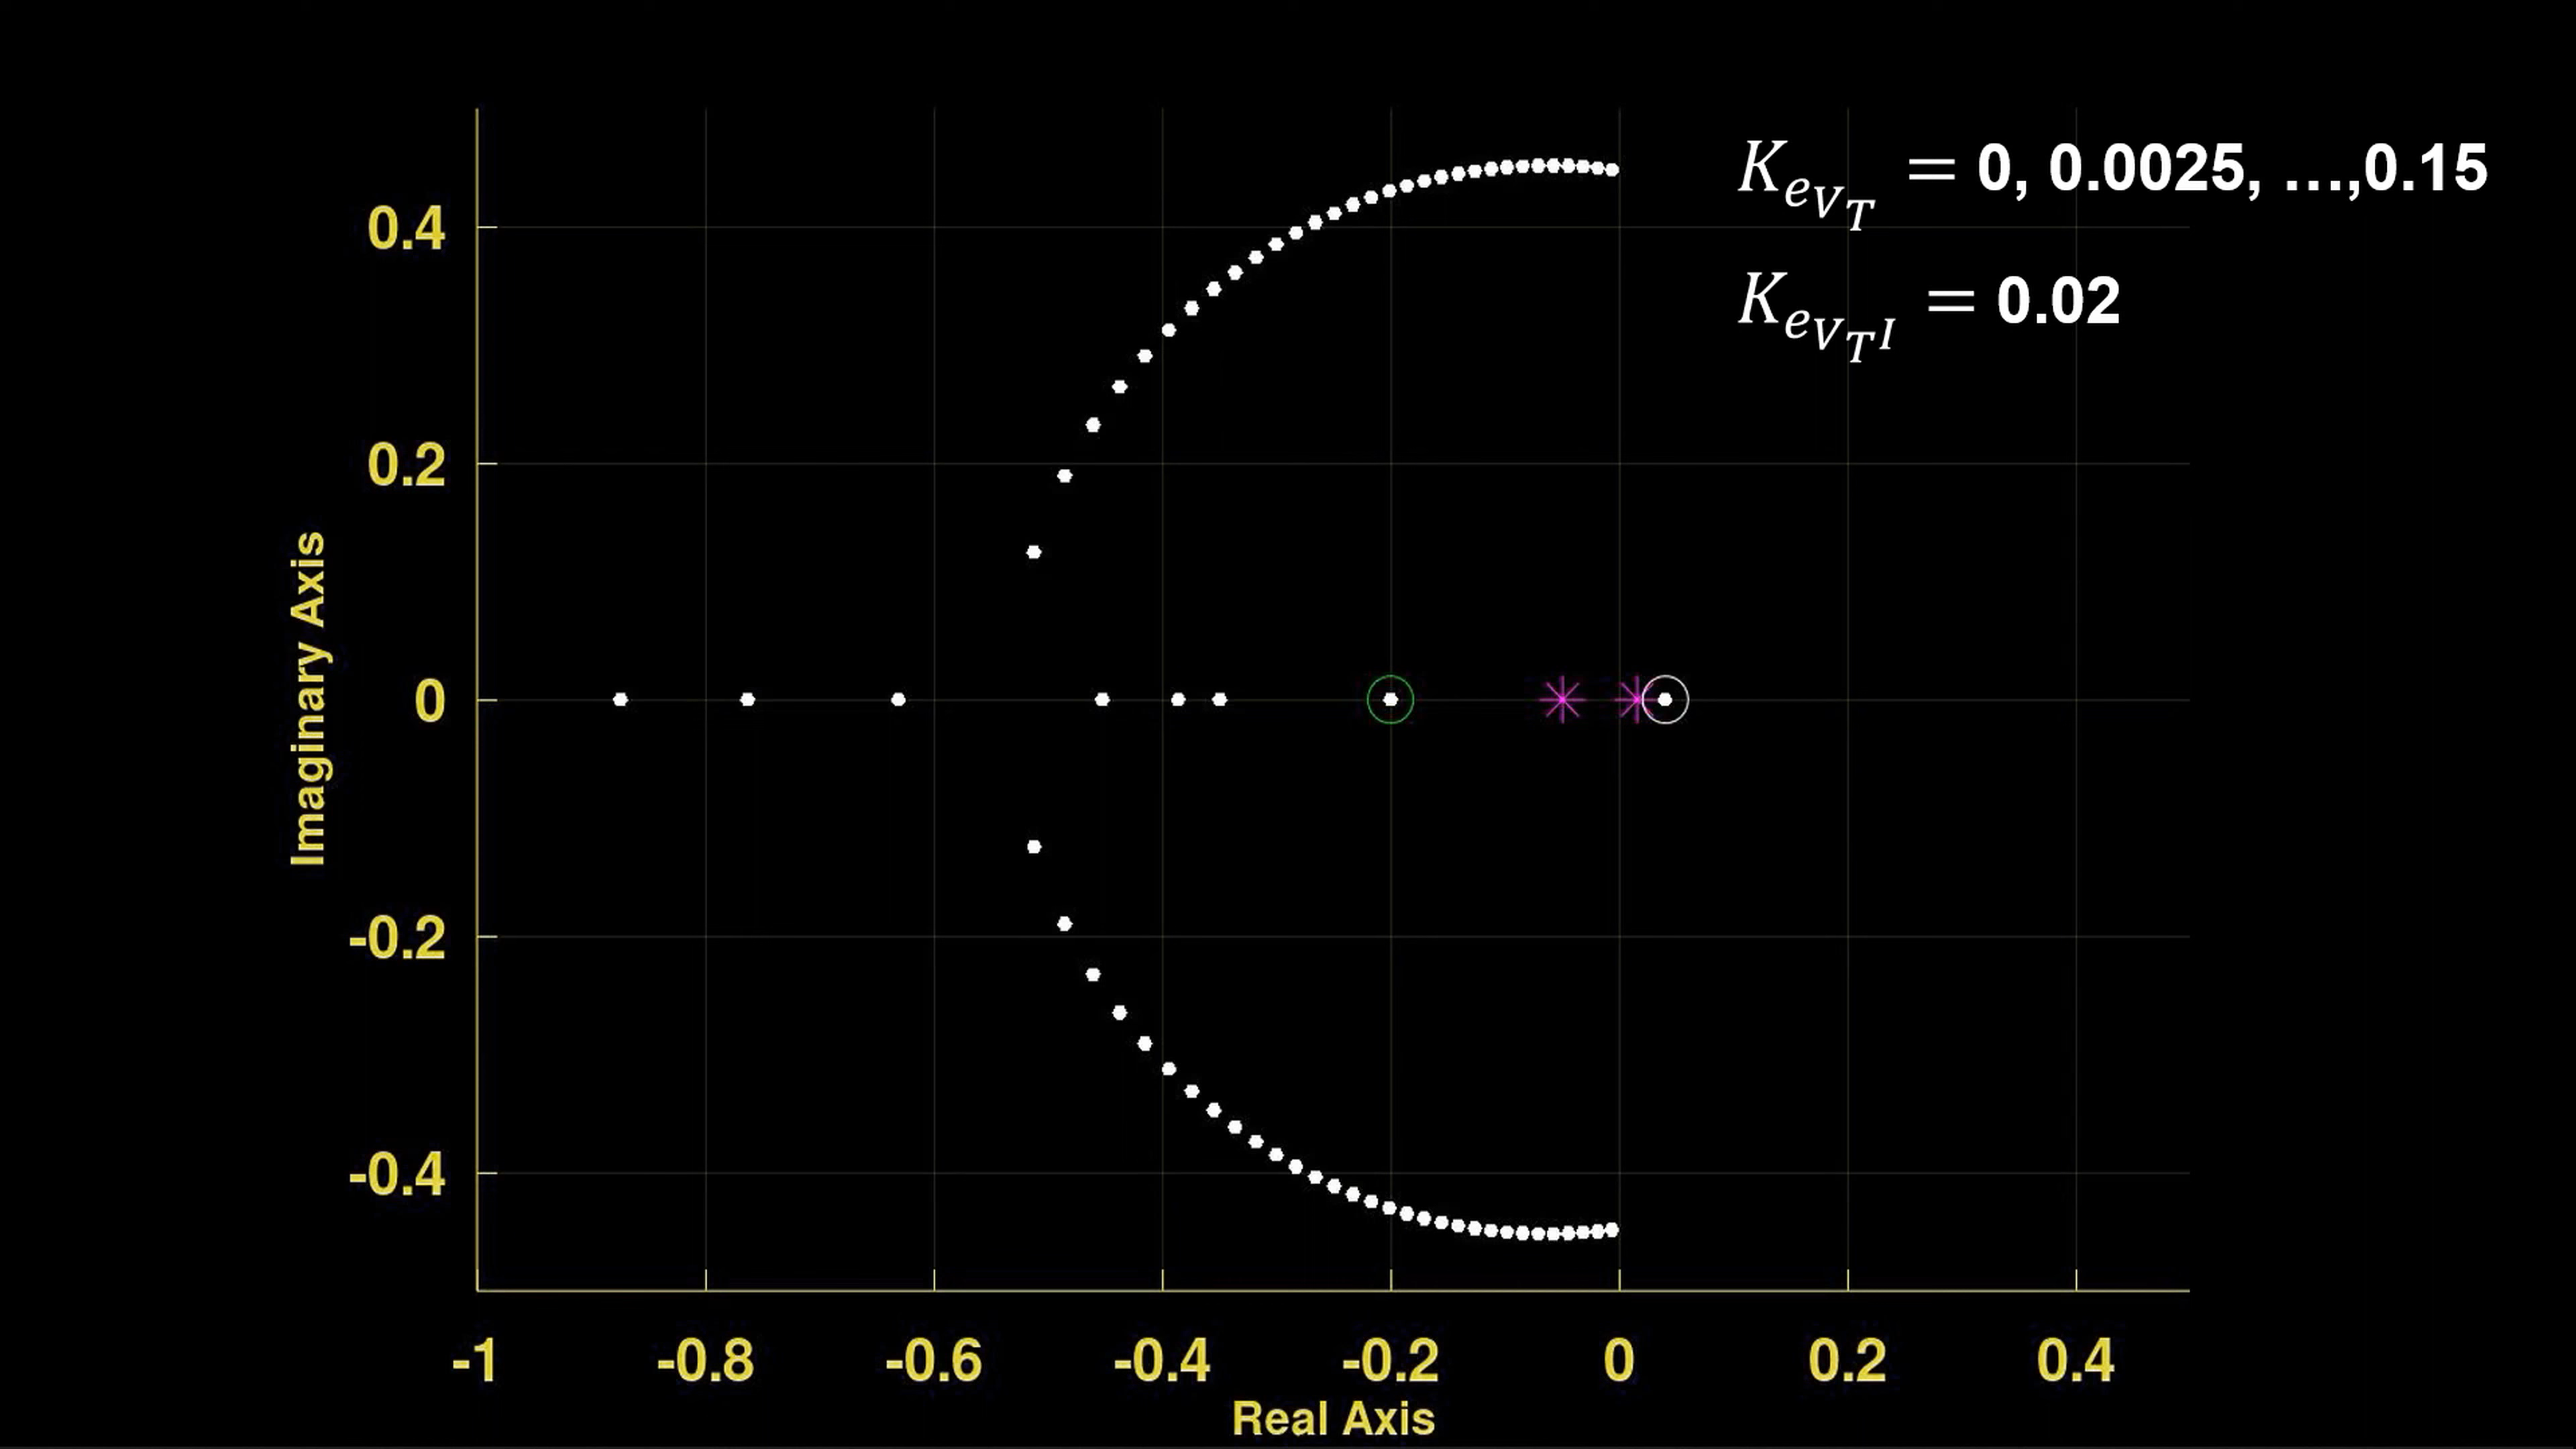 K_{e_{V_T}} = 0, 0.0025, ...,0.15
K_{e_{V_T I}} = 0.02
0.4
0.2
0
-0.2
-0.4
Imaginary Axis
-1 -0.8 -0.6 -0.4 -0.2 0 0.2 0.4
Real Axis